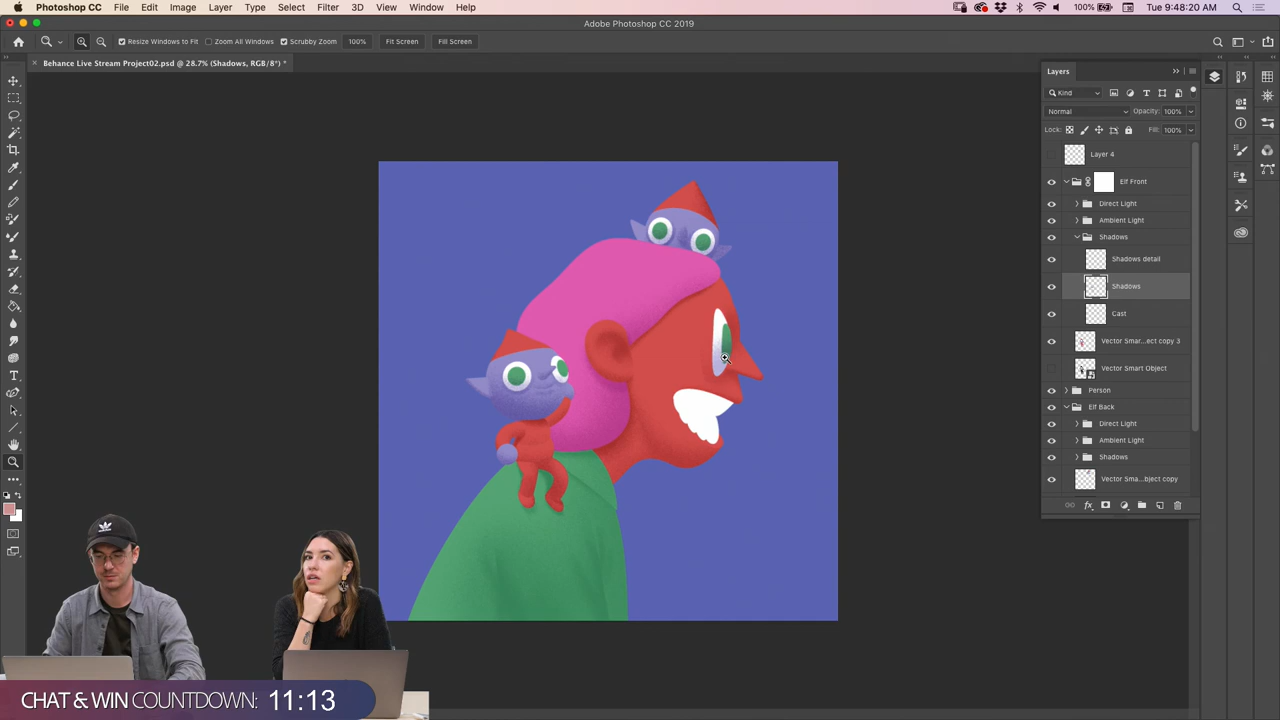 Photoshop CC File Edit Image Layer Type Select Filter 3D View Window Help 100% Tue 9:48:20 AM
Adobe Photoshop CC 2019
Resize Windows to Fit Zoom All Windows Scrubby Zoom 100% Fit Screen Fill Screen
Behance Live Stream Project02.psd @ 28.7% (Shadows, RGB/8*) *
Layers
Kind
Normal Opacity: 100%
Lock: Fill: 100%
Layer 4
Elf Front
Direct Light
Ambient Light
Shadows
Shadows detail
Shadows
Cast
Vector Smar...ect copy 3
Vector Smart Object
Person
Elf Back
Direct Light
Ambient Light
Shadows
Vector Sma...bject copy
fx
T
adidas
CHAT & WIN COUNTDOWN: 11:13